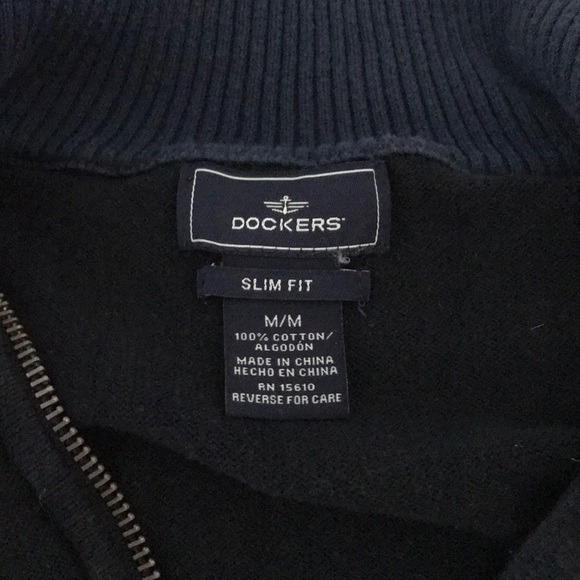 DOCKERS
SLIM FIT
M/M
100% COTTON/
ALGODÓN
MADE IN CHINA
HECHO EN CHINA
RN 15610
REVERSE FOR CARE